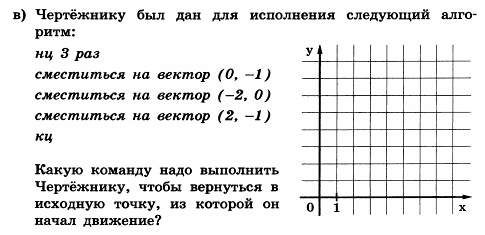 в) Чертёжнику был дан для исполнения следующий алго-
ритм:
нц 3 раз
сместиться на вектор (0, −1)
сместиться на вектор (−2, 0)
сместиться на вектор (2, −1)
кц
Какую команду надо выполнить
Чертёжнику, чтобы вернуться в
исходную точку, из которой он
начал движение?
y
0 1 x